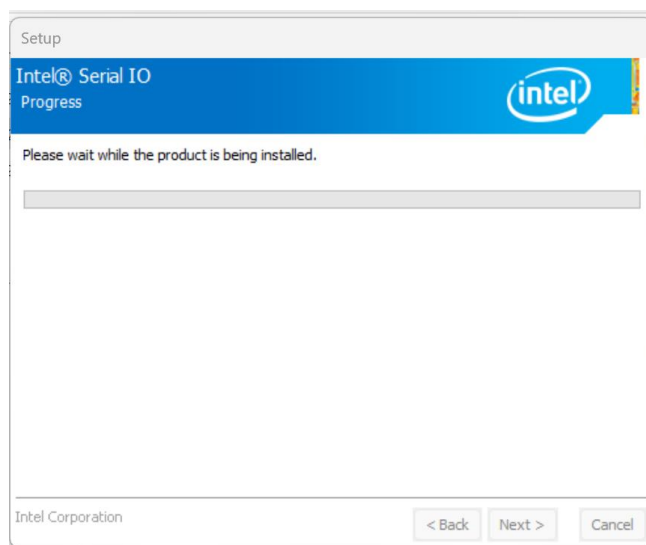 Setup
Intel® Serial IO
Progress
intel
Please wait while the product is being installed.
Intel Corporation
< Back Next > Cancel